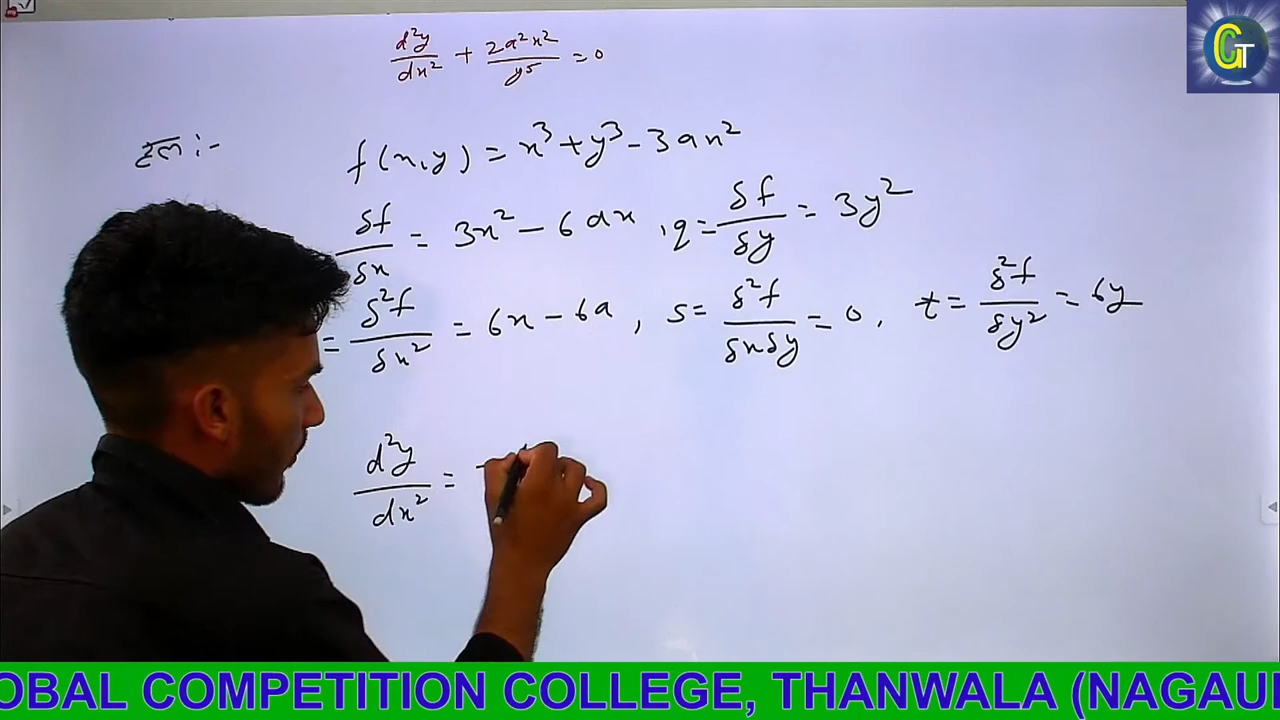 d²y/dx² + 2a²x²/y⁵ = 0
हल :- f(x,y) = x³ + y³ - 3ax²
δf/δx = 3x² - 6ax , q = δf/δy = 3y²
= δ²f/δx² = 6x - 6a , s = δ²f/δxδy = 0 , t = δ²f/δy² = 6y
d²y/dx² = -
GT
OBAL COMPETITION COLLEGE, THANWALA (NAGAU